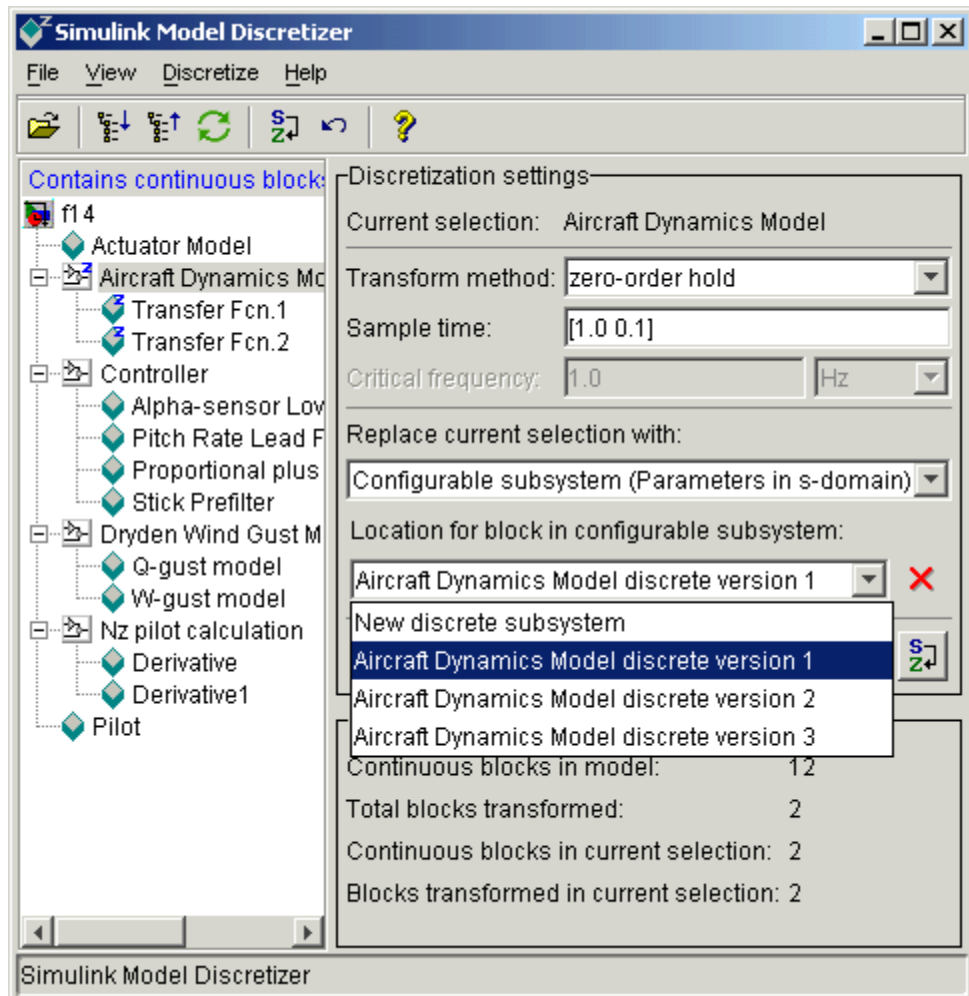 Simulink Model Discretizer
File View Discretize Help
Contains continuous block
f14
Actuator Model
Aircraft Dynamics Mo
Transfer Fcn.1
Transfer Fcn.2
Controller
Alpha-sensor Lov
Pitch Rate Lead F
Proportional plus
Stick Prefilter
Dryden Wind Gust M
Q-gust model
W-gust model
Nz pilot calculation
Derivative
Derivative1
Pilot
Discretization settings
Current selection: Aircraft Dynamics Model
Transform method: zero-order hold
Sample time: [1.0 0.1]
Critical frequency: 1.0 Hz
Replace current selection with:
Configurable subsystem (Parameters in s-domain)
Location for block in configurable subsystem:
Aircraft Dynamics Model discrete version 1
New discrete subsystem
Aircraft Dynamics Model discrete version 1
Aircraft Dynamics Model discrete version 2
Aircraft Dynamics Model discrete version 3
Continuous blocks in model: 12
Total blocks transformed: 2
Continuous blocks in current selection: 2
Blocks transformed in current selection: 2
Simulink Model Discretizer